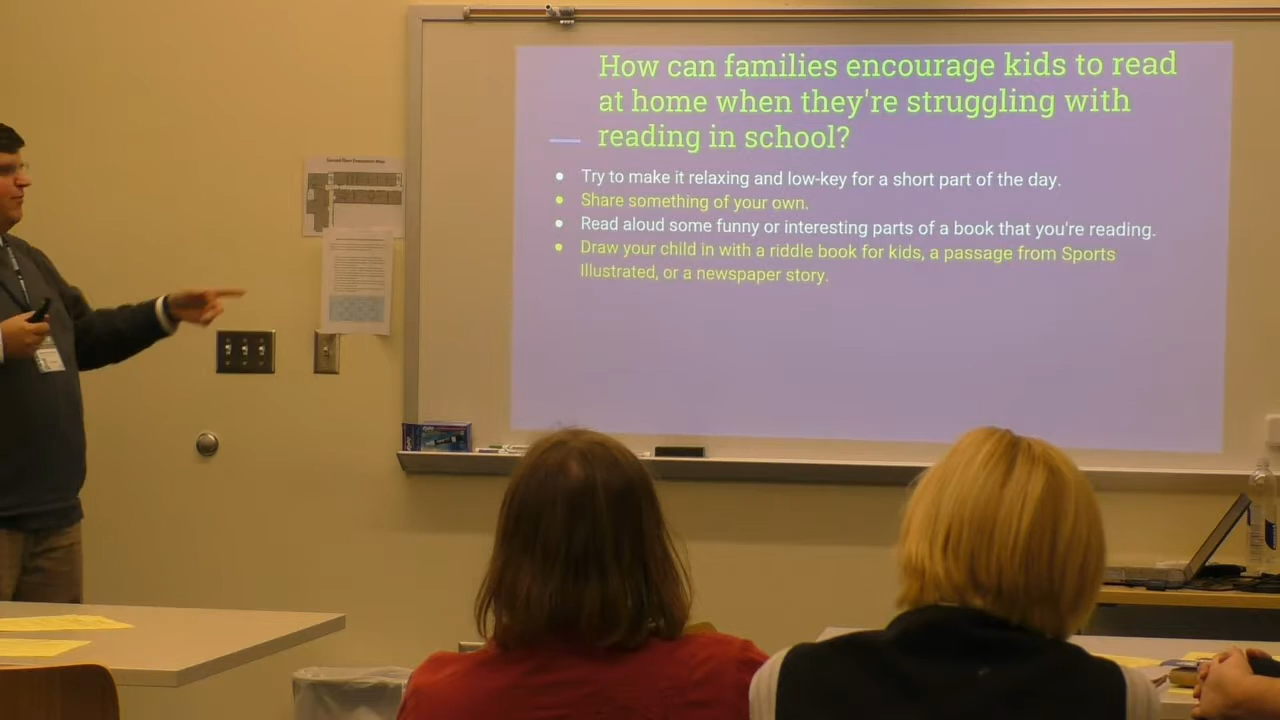 How can families encourage kids to read
at home when they're struggling with
reading in school?
• Try to make it relaxing and low-key for a short part of the day.
• Share something of your own.
• Read aloud some funny or interesting parts of a book that you're reading.
• Draw your child in with a riddle book for kids, a passage from Sports
Illustrated, or a newspaper story.